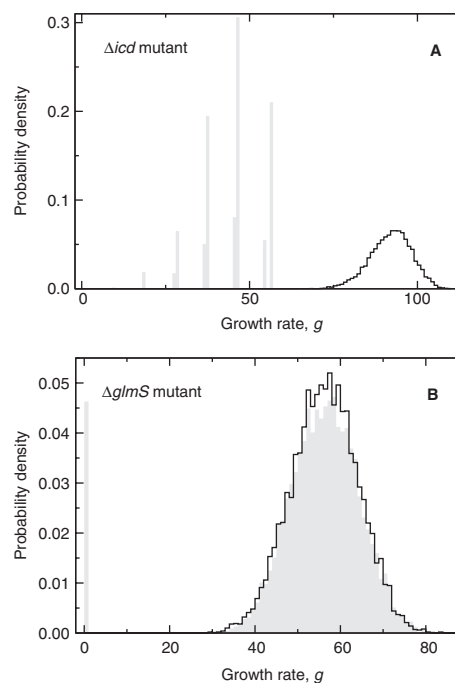 0.3
Δicd mutant
A
0.2
0.1
0.0
Probability density
0
50
100
Growth rate, g
0.05
ΔglmS mutant
B
0.04
0.03
0.02
0.01
0.00
Probability density
0
20
40
60
80
Growth rate, g